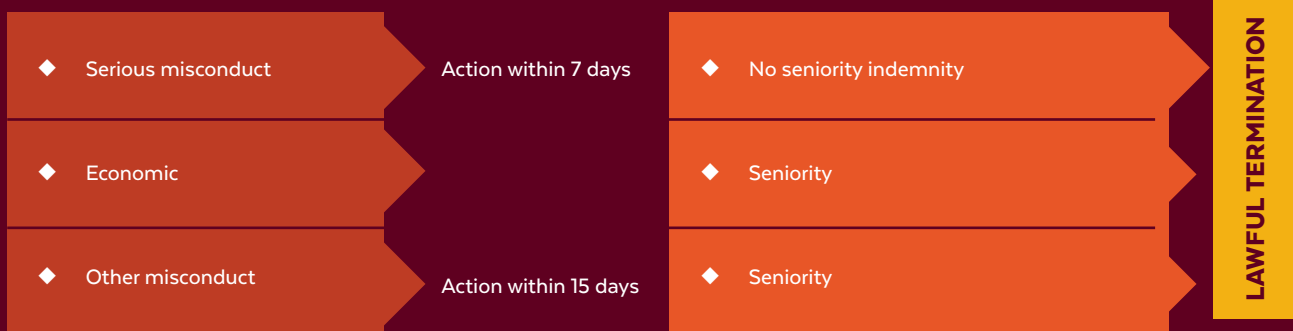 Serious misconduct
Action within 7 days
No seniority indemnity
Economic
Seniority
Other misconduct
Action within 15 days
Seniority
LAWFUL TERMINATION